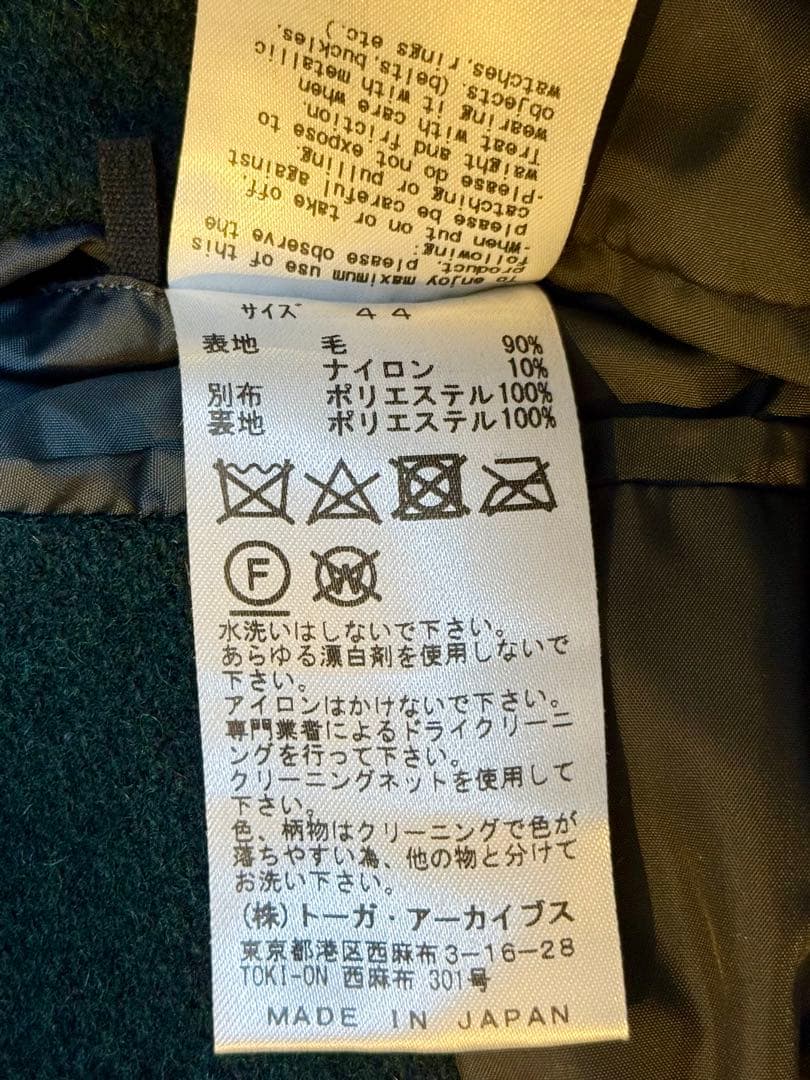 To enjoy maximum use of this
product, please observe the
following:
-When put on or take off,
please be careful against
catching or pulling.
-Please do not expose to
waight and friction.
Treat with care when
wearing it with metallic
objects. (belts,buckles,
watches,rings etc.)
サイズ 44
表地 毛 90%
ナイロン 10%
別布 ポリエステル100%
裏地 ポリエステル100%
F W
水洗いはしないで下さい。
あらゆる漂白剤を使用しないで
下さい。
アイロンはかけないで下さい。
専門業者によるドライクリーニ
ングを行って下さい。
クリーニングネットを使用して
下さい。
色、柄物はクリーニングで色が
落ちやすい為、他の物と分けて
お洗い下さい。
(株)トーガ・アーカイブス
東京都港区西麻布3-16-28
TOKI-ON 西麻布 301号
MADE IN JAPAN